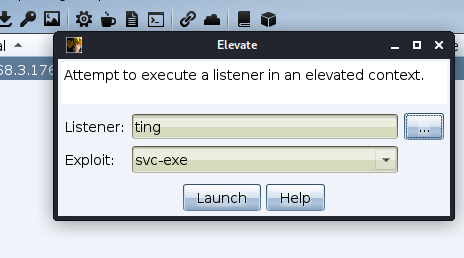 al
Elevate
e
68.3.176
Attempt to execute a listener in an elevated context.
Listener: ting ...
Exploit: svc-exe
Launch Help